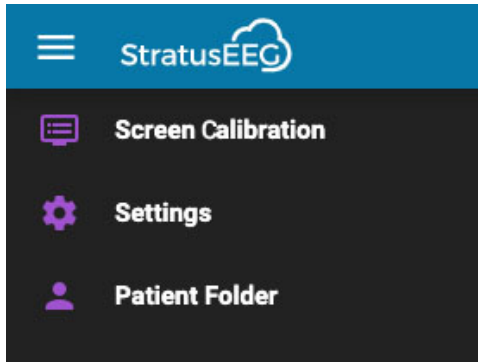 StratusEEG
Screen Calibration
Settings
Patient Folder